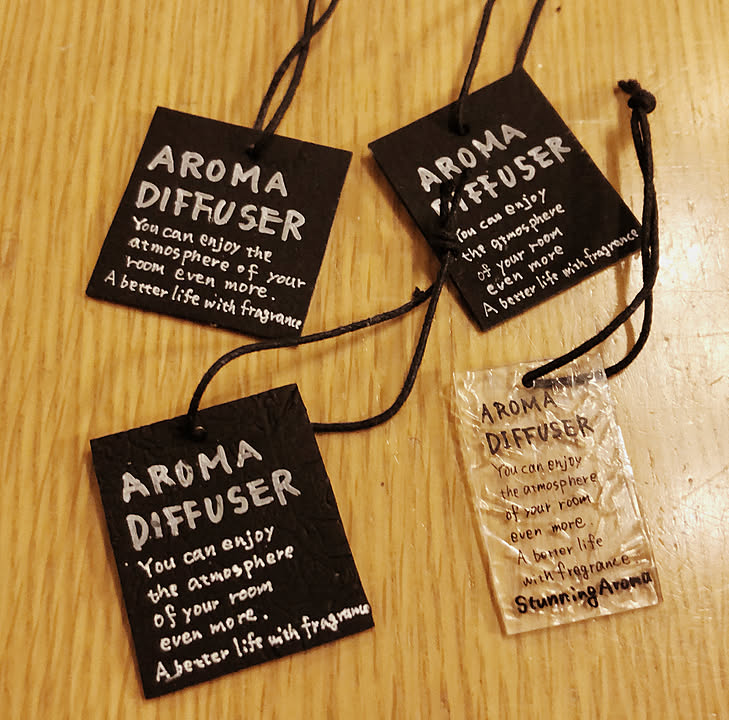 AROMA
DIFFUSER
You can enjoy the
atmosphere of your
room even more.
A better life with fragrance
AROMA
DIFFUSER
You can enjoy
the atmosphere
of your room
even more
A better life with fragrance
AROMA
DIFFUSER
You can enjoy
the atmosphere
of your room
even more.
A better life with fragrance
AROMA
DIFFUSER
You can enjoy
the atmosphere
of your room
even more.
A better life
with fregrance
Stunning Aroma